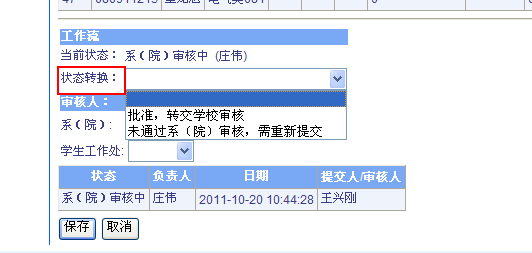 工作流
当前状态：系（院）审核中 (庄伟)
状态转换：
批准，转交学校审核
未通过系（院）审核，需重新提交
审核人：
系（院）：
学生工作处:
状态 负责人 日期 提交人/审核人
系（院）审核中 庄伟 2011-10-20 10:44:28 王兴刚
保存 取消